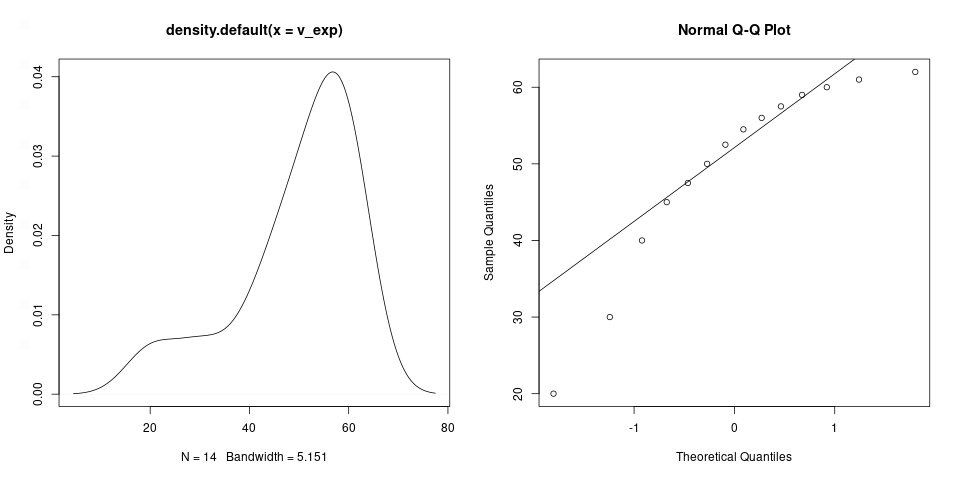 density.default(x = v_exp)
Density
0.00
0.01
0.02
0.03
0.04
20
40
60
80
N = 14   Bandwidth = 5.151
Normal Q-Q Plot
Sample Quantiles
20
30
40
50
60
-1
0
1
Theoretical Quantiles